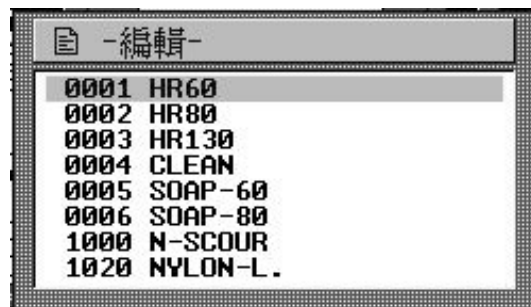 -編輯-
0001 HR60
0002 HR80
0003 HR130
0004 CLEAN
0005 SOAP-60
0006 SOAP-80
1000 N-SCOUR
1020 NYLON-L.